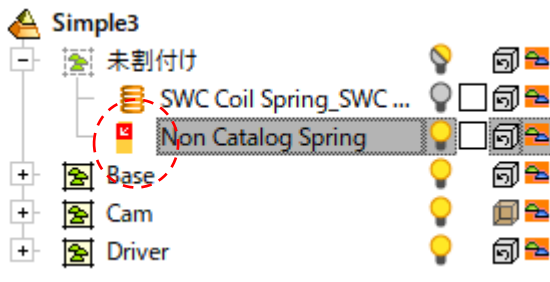 Simple3
未割付け
SWC Coil Spring_SWC ...
Non Catalog Spring
Base
Cam
Driver